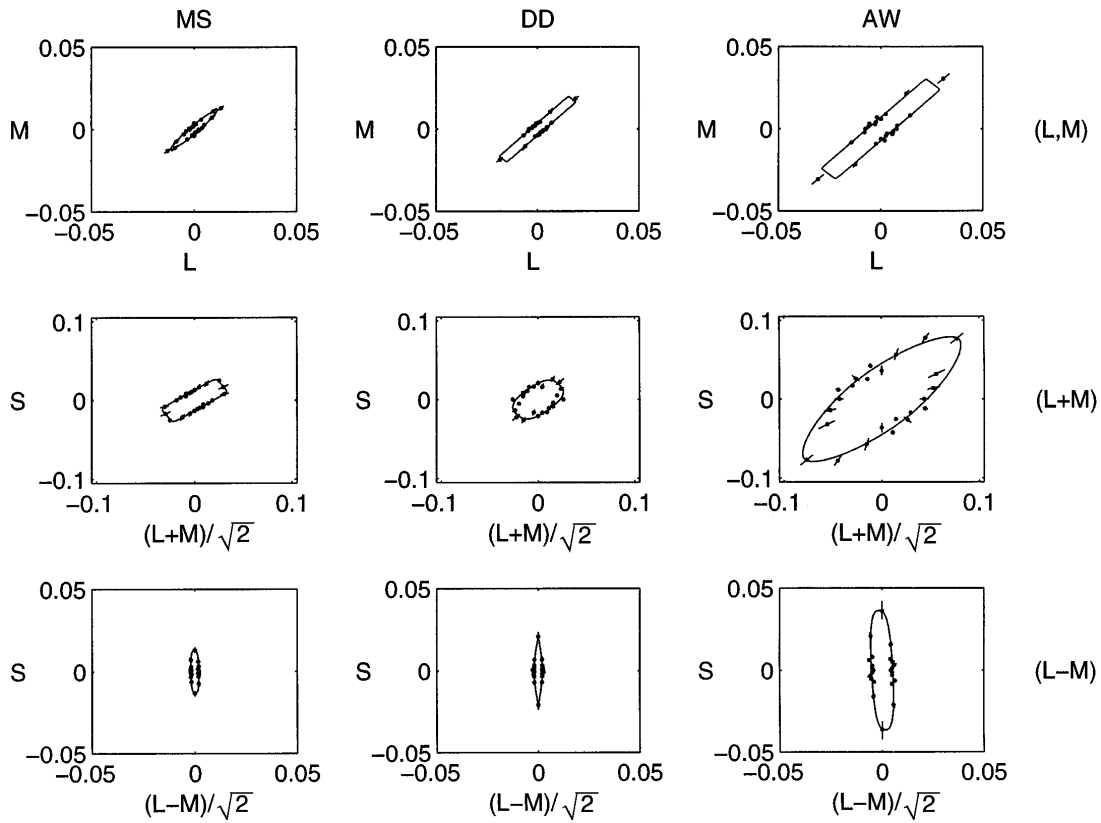 MS DD AW
0.05 0.05 0.05
M 0 M 0 M 0 (L,M)
−0.05 −0.05 −0.05
−0.05 0 0.05 −0.05 0 0.05 −0.05 0 0.05
L L L
0.1 0.1 0.1
S 0 S 0 S 0 (L+M)
−0.1 −0.1 −0.1
−0.1 0 0.1 −0.1 0 0.1 −0.1 0 0.1
(L+M)/√2 (L+M)/√2 (L+M)/√2
0.05 0.05 0.05
S 0 S 0 S 0 (L−M)
−0.05 −0.05 −0.05
−0.05 0 0.05 −0.05 0 0.05 −0.05 0 0.05
(L−M)/√2 (L−M)/√2 (L−M)/√2